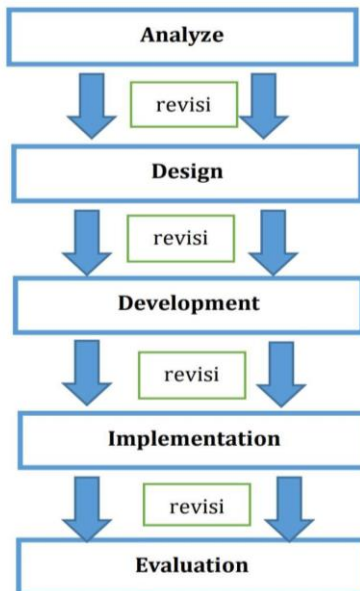 Analyze
revisi
Design
revisi
Development
revisi
Implementation
revisi
Evaluation